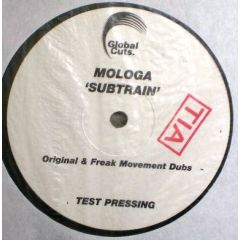 Global
Cuts.
MOLOGA
'SUBTRAIN'
TIA
Original & Freak Movement Dubs
TEST PRESSING